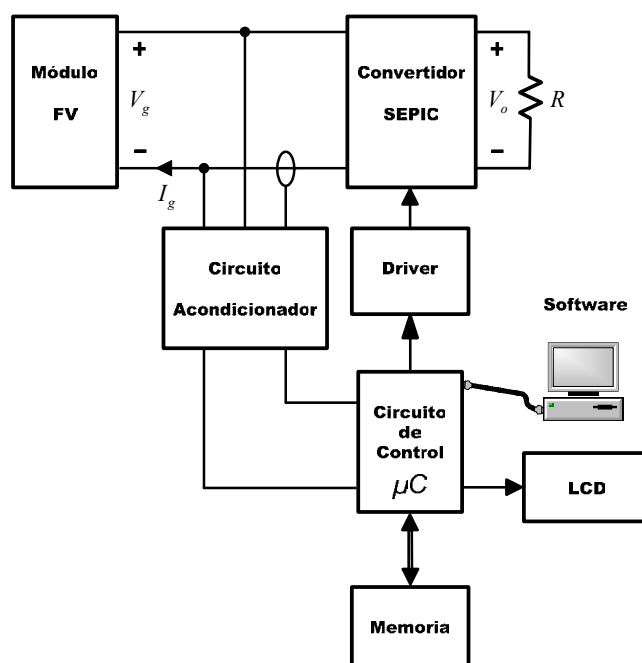 Módulo
FV
+
V_g
-
I_g
Convertidor
SEPIC
+
V_o
-
R
Circuito
Acondicionador
Driver
Software
Circuito
de
Control
µC
LCD
Memoria